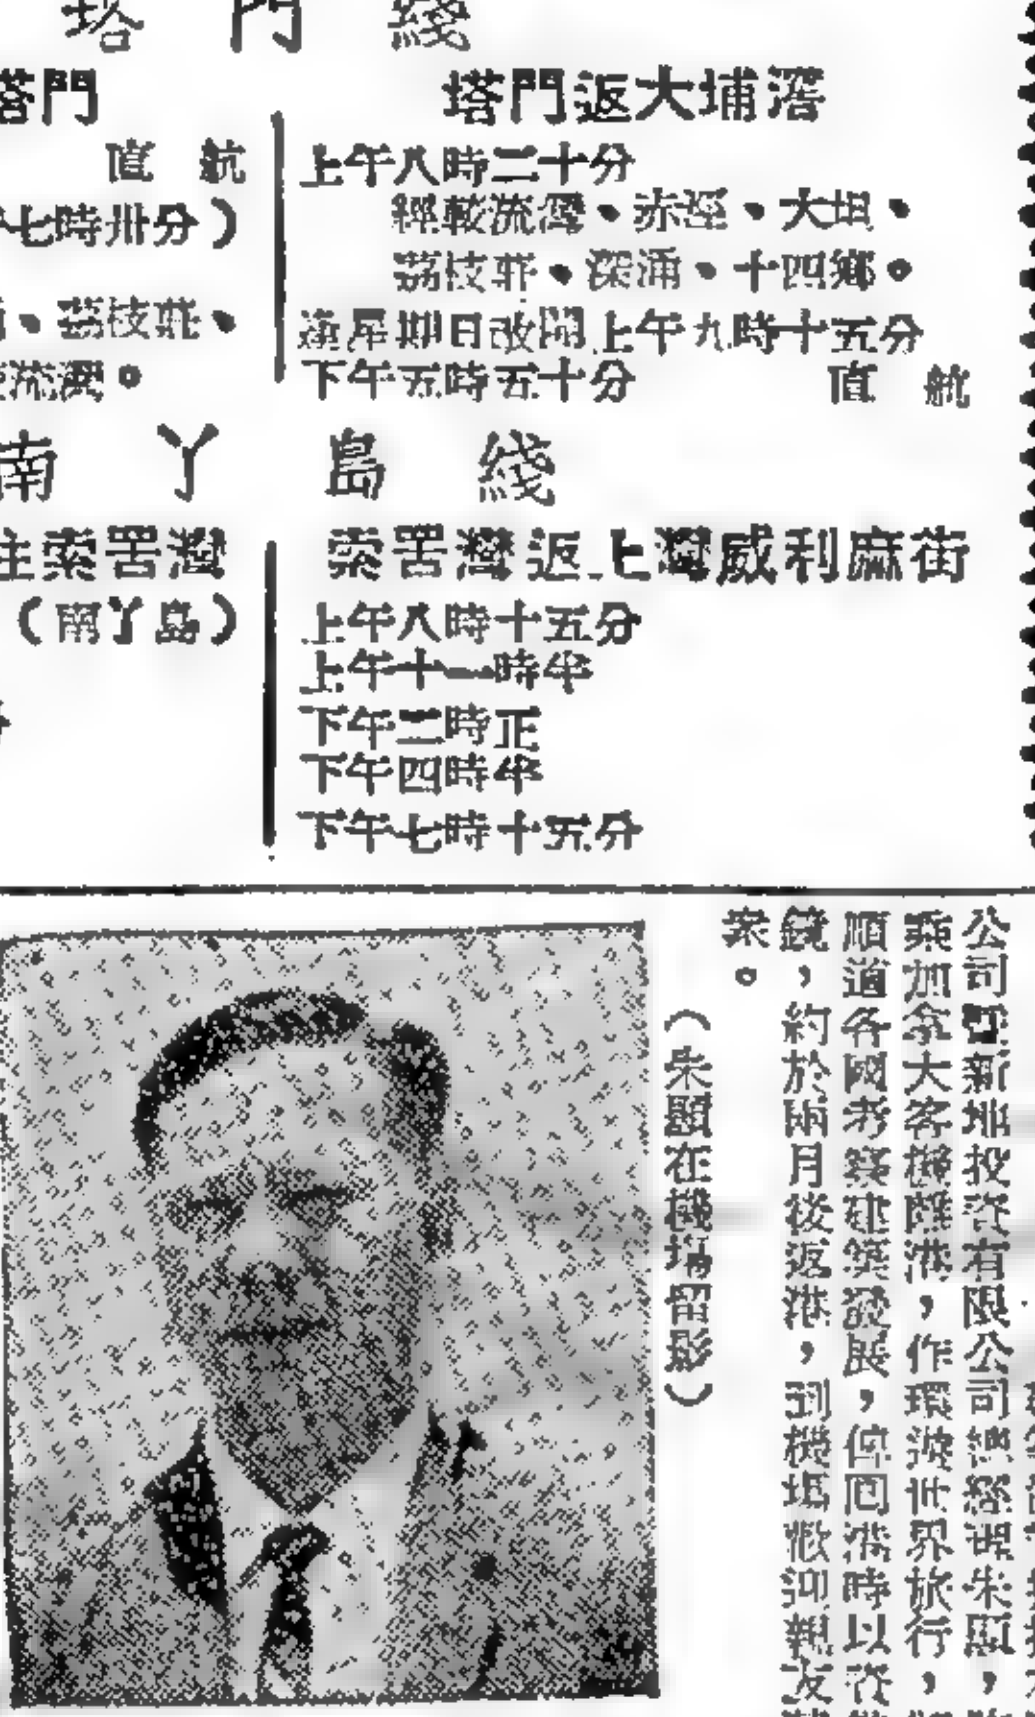 塔門綫
塔門
直航
七時卅分）
、荔枝莊、
流灣。
塔門返大埔滘
上午八時二十分
經較流灣、赤徑、大垻、
荔枝莊、深涌、十四鄉。
逢星期日改開上午九時十五分
下午五時五十分 直航
南丫島綫
往索罟灣
（南丫島）
索罟灣返上灣威利麻街
上午八時十五分
上午十一時半
下午二時正
下午四時半
下午七時十五分
公司暨新地投資有限公司總經理朱顯，
乘加拿大客機離港，作環遊世界旅行，
順道各國考察建築發展，俾回港時以資
鏡，約於兩月後返港，到機場歡迎親友
衆。
（朱顯在機場留影）